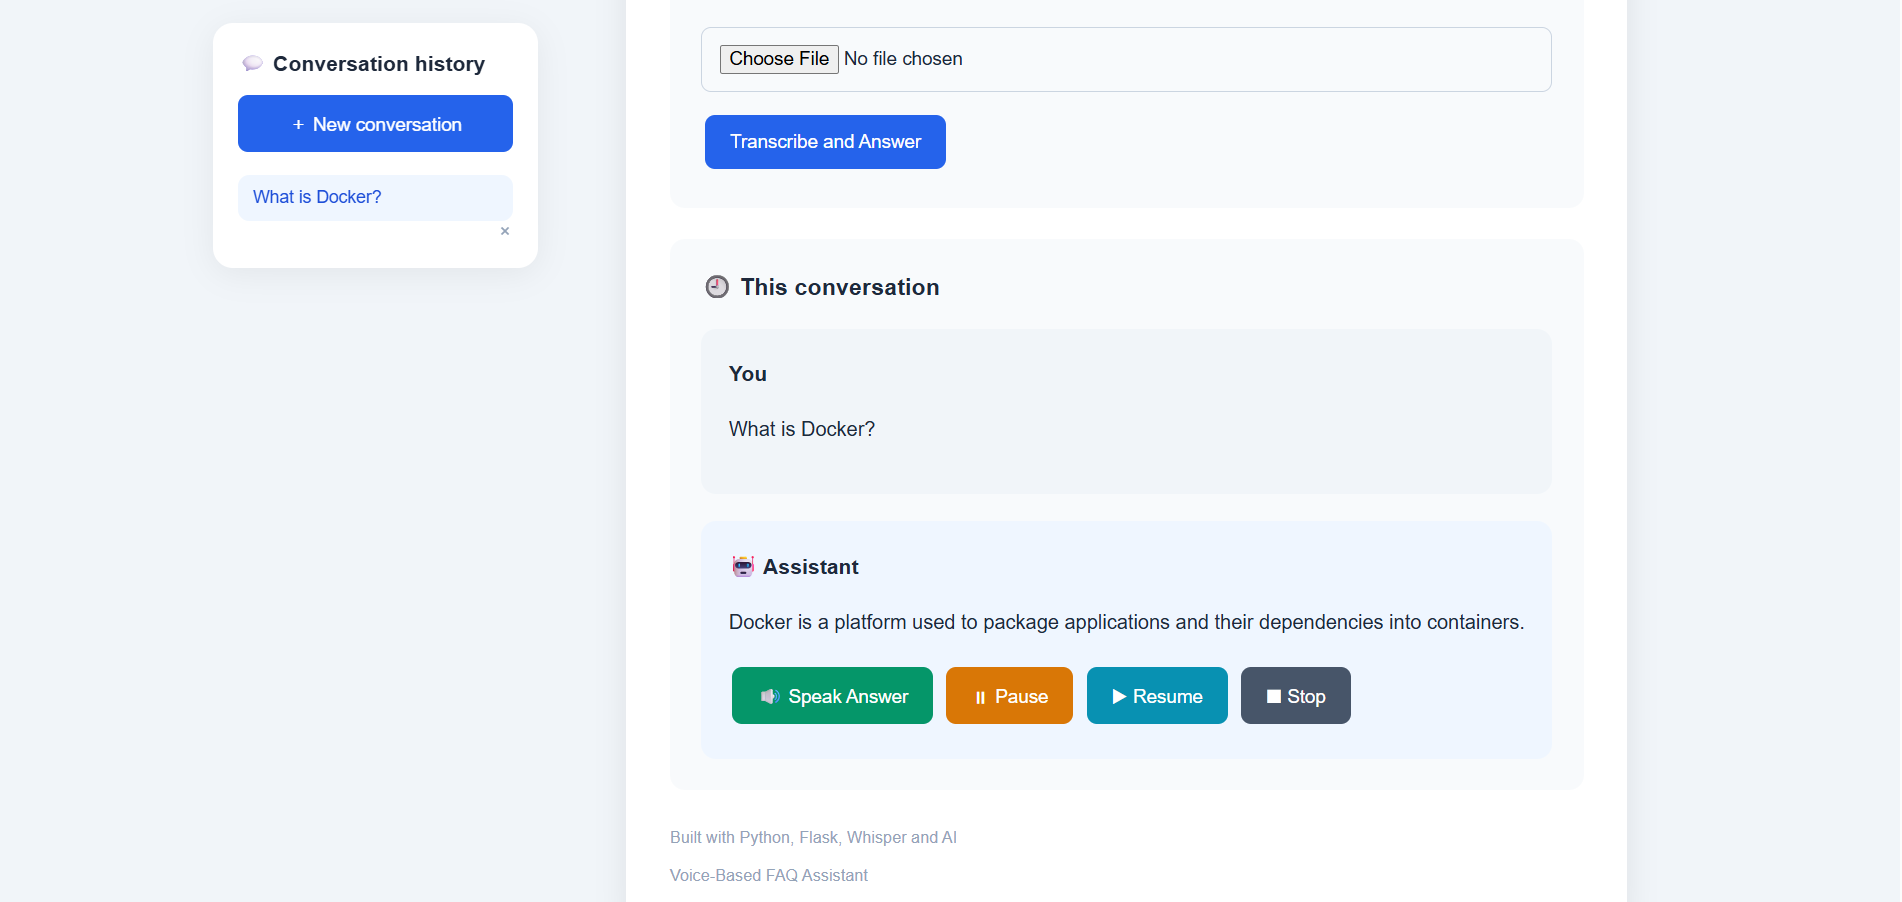 Conversation history
+ New conversation
What is Docker?
×
Choose File No file chosen
Transcribe and Answer
This conversation
You
What is Docker?
Assistant
Docker is a platform used to package applications and their dependencies into containers.
Speak Answer
Pause
Resume
Stop
Built with Python, Flask, Whisper and AI
Voice-Based FAQ Assistant